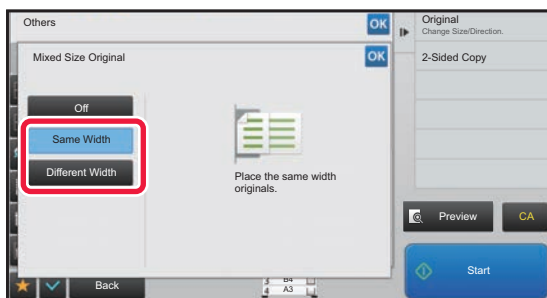 Others
OK
Original
Change Size/Direction.
Mixed Size Original
OK
2-Sided Copy
Off
Same Width
Different Width
Place the same width
originals.
Preview
CA
Start
Back
B4
4 A3